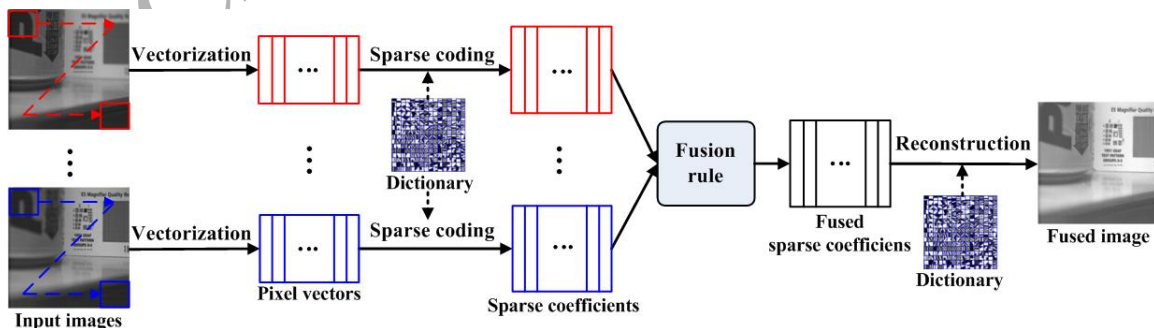 Vectorization
Sparse coding
Dictionary
Vectorization
Sparse coding
Input images
Pixel vectors
Sparse coefficients
Fusion
rule
Fused
sparse coefficiens
Reconstruction
Dictionary
Fused image